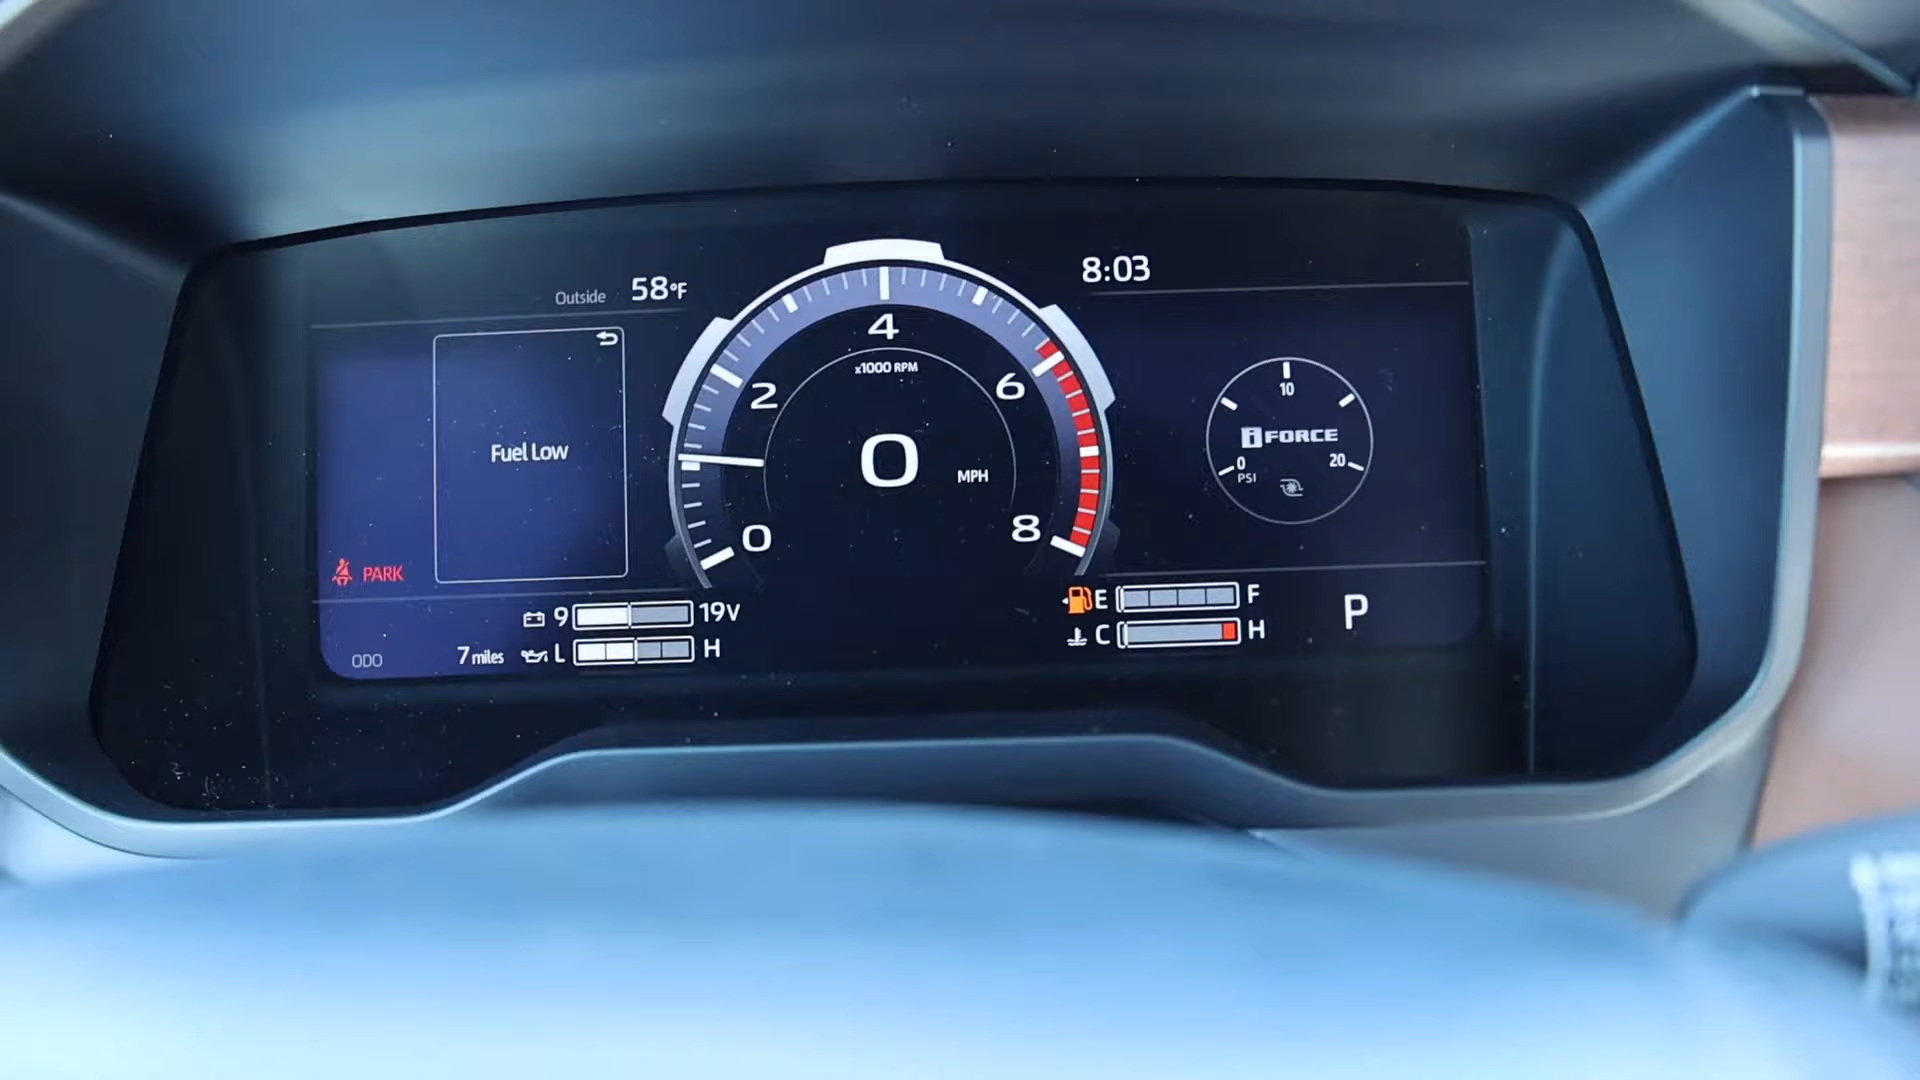 Outside 58°F
8:03
Fuel Low
PARK
0
2
4
6
8
x1000 RPM
0 MPH
10
iFORCE
0
20
PSI
9 19V
ODO 7 miles
L H
E F
C H
P